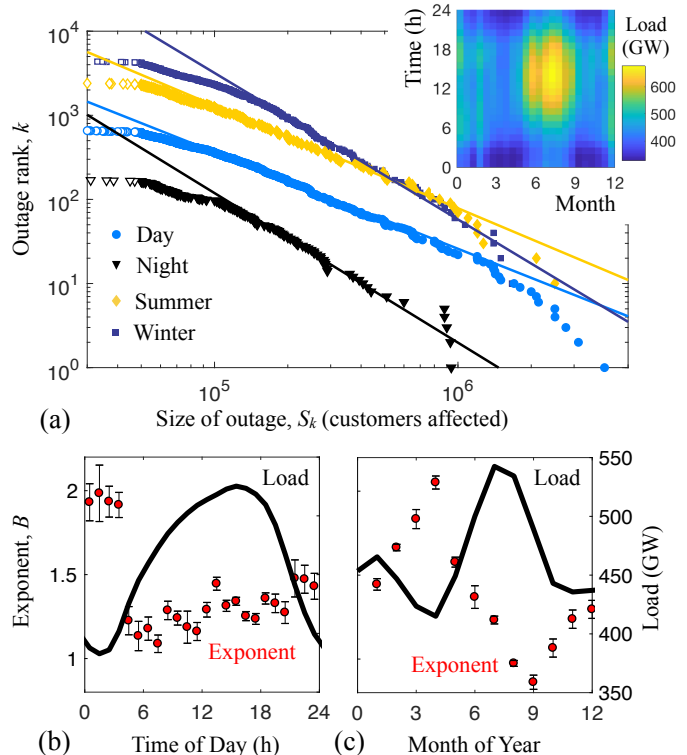 10^4
10^3
10^2
10^1
10^0
Outage rank, k
Day
Night
Summer
Winter
10^5
10^6
(a)
Size of outage, S_k (customers affected)
Time (h)
24
18
12
6
0
0 3 6 9 12
Month
Load
(GW)
600
500
400
Exponent, B
2
1.5
1
Load
Exponent
0 6 12 18 24
(b)
Time of Day (h)
Load
Exponent
550
500
450
400
350
Load (GW)
0 3 6 9 12
(c)
Month of Year